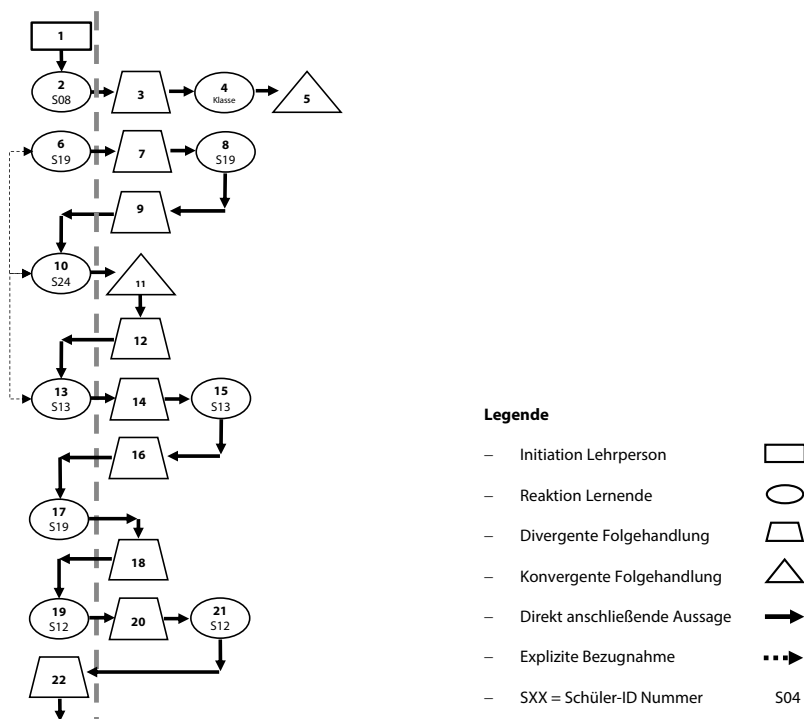 1
2
S08
3
4
Klasse
5
6
S19
7
8
S19
9
10
S24
11
12
13
S13
14
15
S13
16
17
S19
18
19
S12
20
21
S12
22
Legende
– Initiation Lehrperson
– Reaktion Lernende
– Divergente Folgehandlung
– Konvergente Folgehandlung
– Direkt anschließende Aussage
– Explizite Bezugnahme
– SXX = Schüler-ID Nummer S04